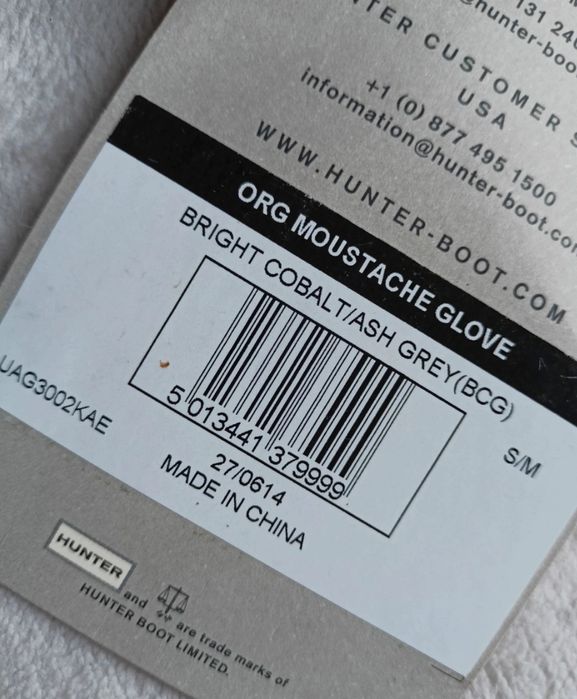 131 24
@hunter-boo
TER CUSTOMER S
USA
+1 (0) 877 495 1500
information@hunter-boot.com
WWW.HUNTER-BOOT.COM
ORG MOUSTACHE GLOVE
BRIGHT COBALT/ASH GREY(BCG)
5 013441 379999
UAG3002KAE
S/M
27/0614
MADE IN CHINA
HUNTER
and are trade marks of
HUNTER BOOT LIMITED.